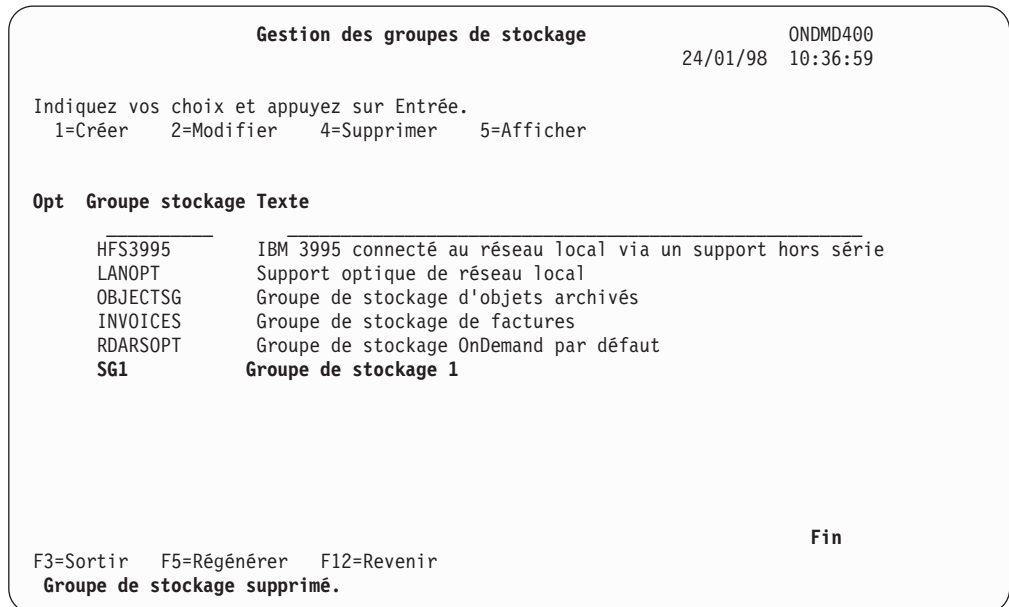 Gestion des groupes de stockage ONDMD400
24/01/98 10:36:59
Indiquez vos choix et appuyez sur Entrée.
1=Créer 2=Modifier 4=Supprimer 5=Afficher
Opt Groupe stockage Texte
HFS3995 IBM 3995 connecté au réseau local via un support hors série
LANOPT Support optique de réseau local
OBJECTSG Groupe de stockage d'objets archivés
INVOICES Groupe de stockage de factures
RDARSOPT Groupe de stockage OnDemand par défaut
SG1 Groupe de stockage 1
Fin
F3=Sortir F5=Régénérer F12=Revenir
Groupe de stockage supprimé.